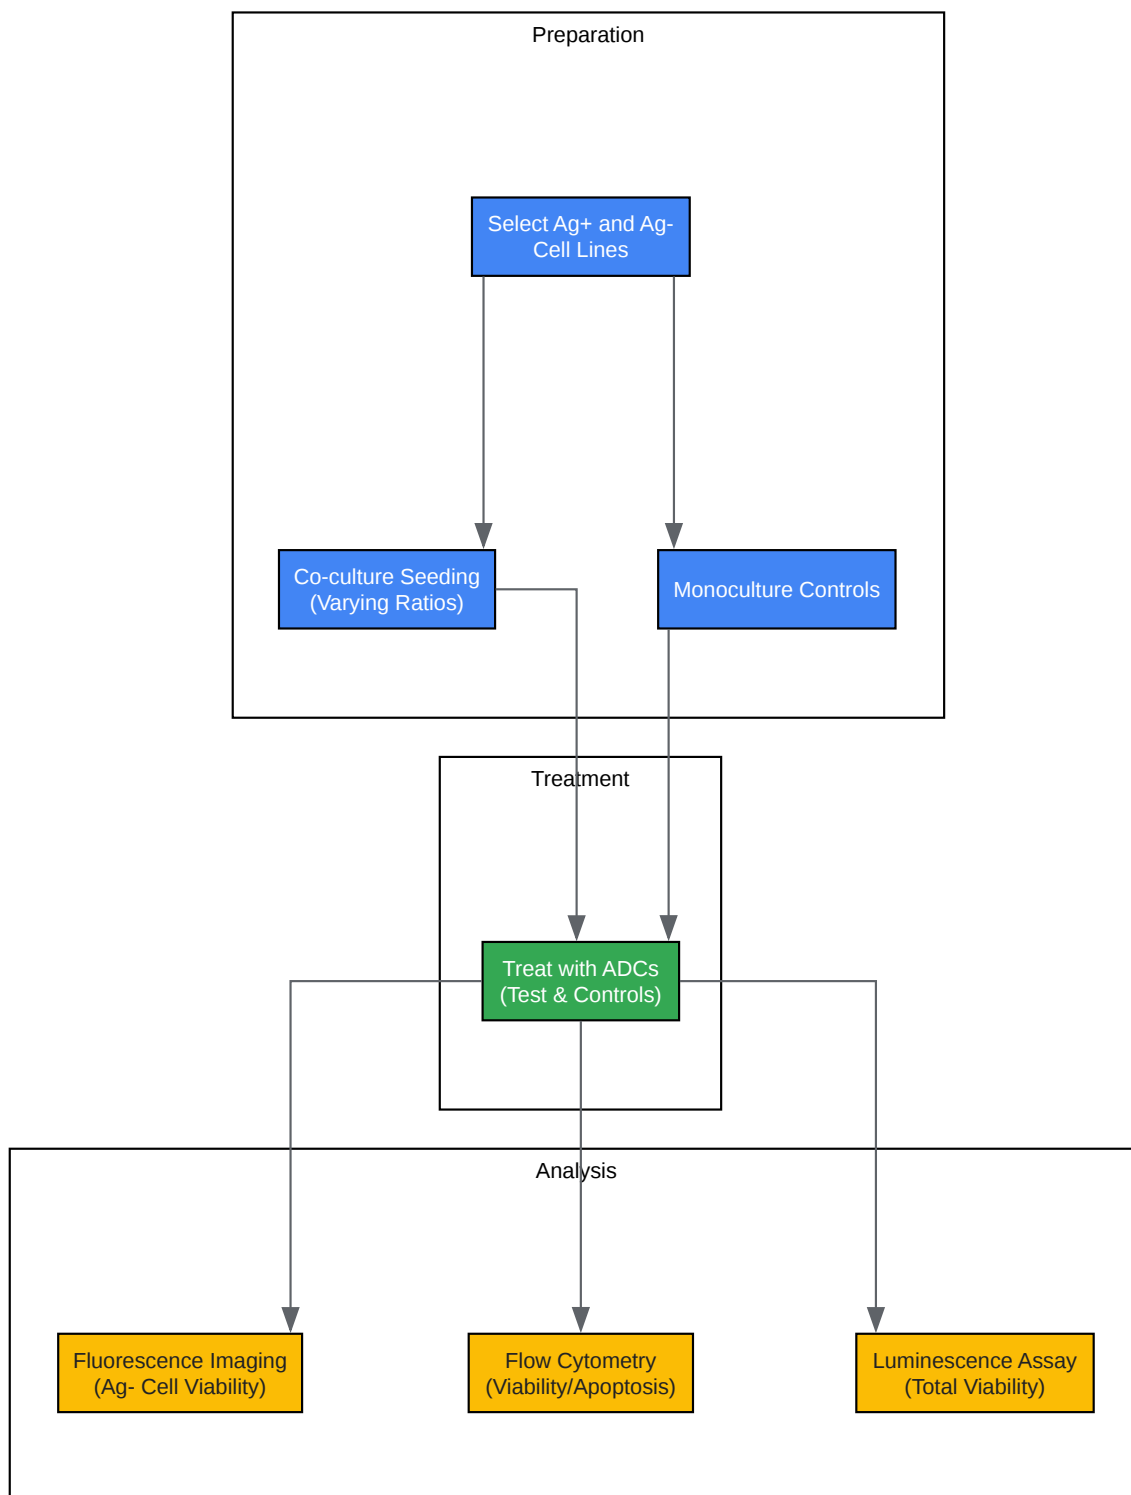 Preparation
Select Ag+ and Ag-
Cell Lines
Co-culture Seeding
(Varying Ratios)
Monoculture Controls
Treatment
Treat with ADCs
(Test & Controls)
Analysis
Fluorescence Imaging
(Ag- Cell Viability)
Flow Cytometry
(Viability/Apoptosis)
Luminescence Assay
(Total Viability)